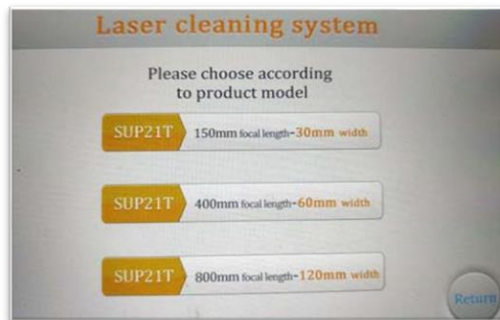 Laser cleaning system
Please choose according
to product model
SUP21T 150mm focal length-30mm width
SUP21T 400mm focal length-60mm width
SUP21T 800mm focal length-120mm width
Return